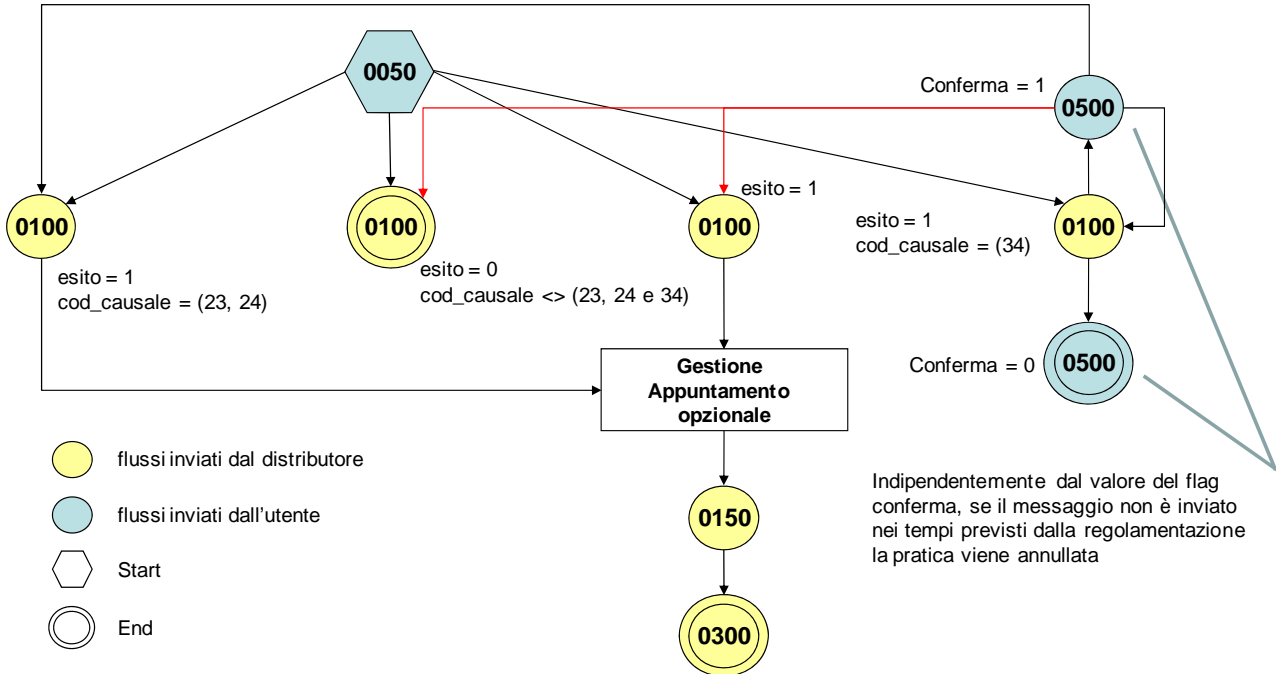 0050
Conferma = 1
0500
0100
esito = 1
cod_causale = (23, 24)
0100
esito = 0
cod_causale <> (23, 24 e 34)
esito = 1
0100
esito = 1
cod_causale = (34)
0100
Conferma = 0
0500
Gestione
Appuntamento
opzionale
0150
0300
flussi inviati dal distributore
flussi inviati dall'utente
Start
End
Indipendentemente dal valore del flag
conferma, se il messaggio non è inviato
nei tempi previsti dalla regolamentazione
la pratica viene annullata